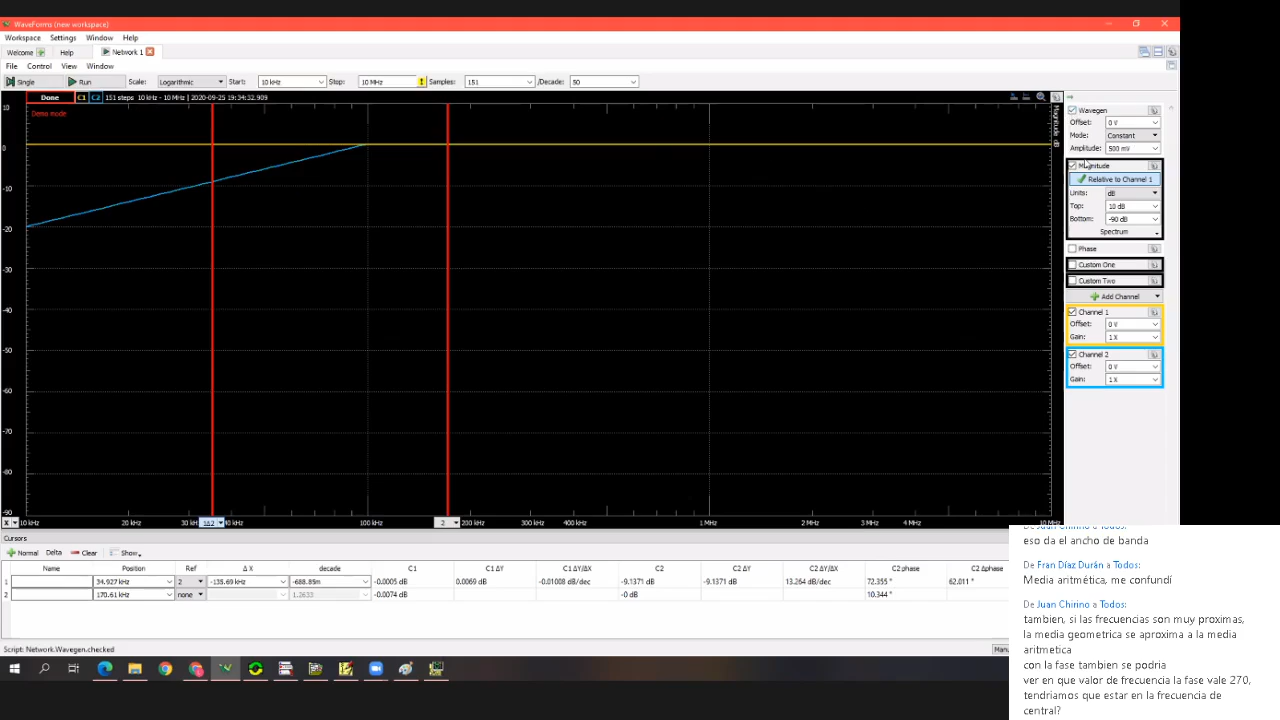 WaveForms (new workspace)
Workspace Settings Window Help
Welcome Help Network 1
File Control View Window
Single Run Scale: Logarithmic Start: 10 kHz Stop: 10 MHz Samples: 151 /Decade: 50
Done C1 C2 151 steps 10 kHz - 10 MHz | 2020-09-25 19:34:32.909
Demo mode
Magnitude dB
10
0
-10
-20
-30
-40
-50
-60
-70
-80
-90
X 10 kHz 20 kHz 30 kHz 1Δ2 40 kHz 100 kHz 2 200 kHz 300 kHz 400 kHz 1 MHz 2 MHz 3 MHz 4 MHz 10 MHz
Wavegen
Offset: 0 V
Mode: Constant
Amplitude: 500 mV
Magnitude
Relative to Channel 1
Units: dB
Top: 10 dB
Bottom: -90 dB
Spectrum
Phase
Custom One
Custom Two
Add Channel
Channel 1
Offset: 0 V
Gain: 1 X
Channel 2
Offset: 0 V
Gain: 1 X
Cursors
Normal Delta Clear Show
Name Position Ref Δ X decade C1 C1 ΔY C1 ΔY/ΔX C2 C2 ΔY C2 ΔY/ΔX C2 phase C2 Δphase
1 34.927 kHz 2 -135.69 kHz -688.85m -0.0005 dB 0.0069 dB -0.01008 dB/dec -9.1371 dB -9.1371 dB 13.264 dB/dec 72.355 ° 62.011 °
2 170.61 kHz none 1.2633 -0.0074 dB -0 dB 10.344 °
Script: Network.Wavegen.checked
Manu
De Juan Chirino a Todos:
eso da el ancho de banda
De Fran Díaz Durán a Todos:
Media aritmética, me confundí
De Juan Chirino a Todos:
tambien, si las frecuencias son muy proximas,
la media geometrica se aproxima a la media
aritmetica
con la fase tambien se podria
ver en que valor de frecuencia la fase vale 270,
tendriamos que estar en la frecuencia de
central?